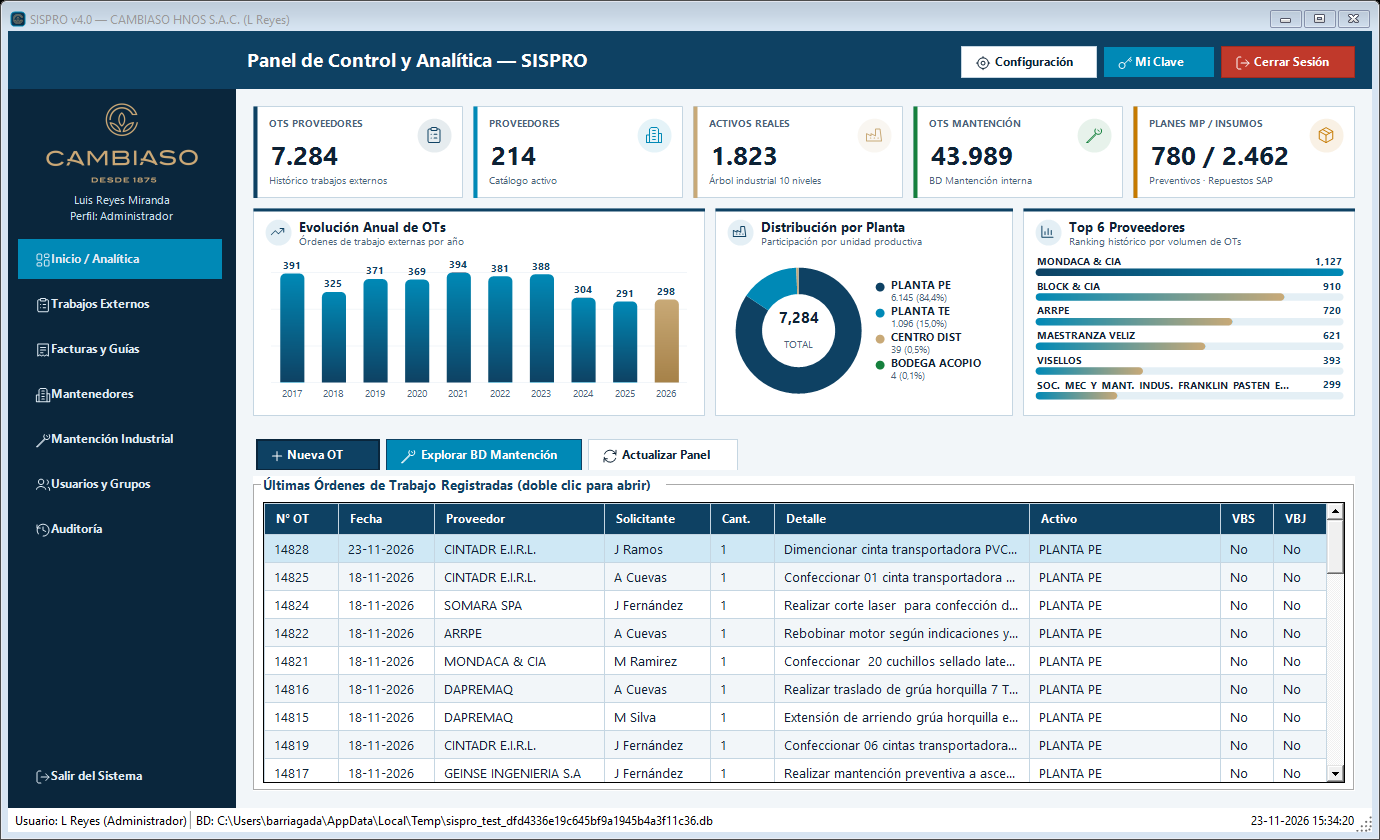 SISPRO v4.0 — CAMBIASO HNOS S.A.C. (L Reyes)
Panel de Control y Analítica — SISPRO
Configuración
Mi Clave
Cerrar Sesión
CAMBIASO
DESDE 1875
Luis Reyes Miranda
Perfil: Administrador
Inicio / Analítica
Trabajos Externos
Facturas y Guías
Mantenedores
Mantención Industrial
Usuarios y Grupos
Auditoría
Salir del Sistema
OTS PROVEEDORES
7.284
Histórico trabajos externos
PROVEEDORES
214
Catálogo activo
ACTIVOS REALES
1.823
Árbol industrial 10 niveles
OTS MANTENCIÓN
43.989
BD Mantención interna
PLANES MP / INSUMOS
780 / 2.462
Preventivos · Repuestos SAP
Evolución Anual de OTs
Órdenes de trabajo externas por año
391 325 371 369 394 381 388 304 291 298
2017 2018 2019 2020 2021 2022 2023 2024 2025 2026
Distribución por Planta
Participación por unidad productiva
7,284
TOTAL
PLANTA PE
6.145 (84,4%)
PLANTA TE
1.096 (15,0%)
CENTRO DIST
39 (0,5%)
BODEGA ACOPIO
4 (0,1%)
Top 6 Proveedores
Ranking histórico por volumen de OTs
MONDACA & CIA 1,127
BLOCK & CIA 910
ARRPE 720
MAESTRANZA VELIZ 621
VISELLOS 393
SOC. MEC Y MANT. INDUS. FRANKLIN PASTEN E... 299
Nueva OT
Explorar BD Mantención
Actualizar Panel
Últimas Órdenes de Trabajo Registradas (doble clic para abrir)
N° OT Fecha Proveedor Solicitante Cant. Detalle Activo VBS VBJ
14828 23-11-2026 CINTADR E.I.R.L. J Ramos 1 Dimencionar cinta transportadora PVC... PLANTA PE No No
14825 18-11-2026 CINTADR E.I.R.L. A Cuevas 1 Confeccionar 01 cinta transportadora ... PLANTA PE No No
14824 18-11-2026 SOMARA SPA J Fernández 1 Realizar corte laser para confección d... PLANTA PE No No
14822 18-11-2026 ARRPE A Cuevas 1 Rebobinar motor según indicaciones y... PLANTA PE No No
14821 18-11-2026 MONDACA & CIA M Ramirez 1 Confeccionar 20 cuchillos sellado late... PLANTA PE No No
14816 18-11-2026 DAPREMAQ A Cuevas 1 Realizar traslado de grúa horquilla 7 T... PLANTA PE No No
14815 18-11-2026 DAPREMAQ M Silva 1 Extensión de arriendo grúa horquilla e... PLANTA PE No No
14819 18-11-2026 CINTADR E.I.R.L. J Fernández 1 Confeccionar 06 cintas transportadora... PLANTA PE No No
14817 18-11-2026 GEINSE INGENIERIA S.A J Fernández 1 Realizar mantención preventiva a asce... PLANTA PE No No
Usuario: L Reyes (Administrador) BD: C:\Users\barriagada\AppData\Local\Temp\sispro_test_dfd4336e19c645bf9a1945b4a3f11c36.db 23-11-2026 15:34:20